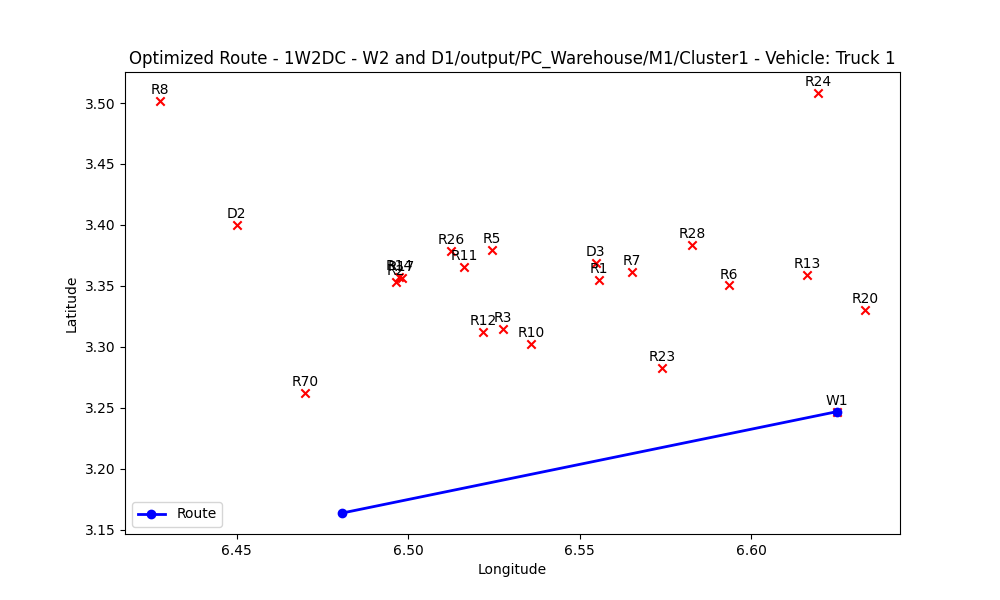 Optimized Route - 1W2DC - W2 and D1/output/PC_Warehouse/M1/Cluster1 - Vehicle: Truck 1
R8
R24
3.50
3.45
D2
3.40
R26
R5
R28
D3
R11
R1
R7
R13
R6
3.35
R20
R12
R3
R10
3.30
R23
R70
3.25
W1
3.20
3.15
Route
6.45
6.50
6.55
6.60
Longitude
Latitude